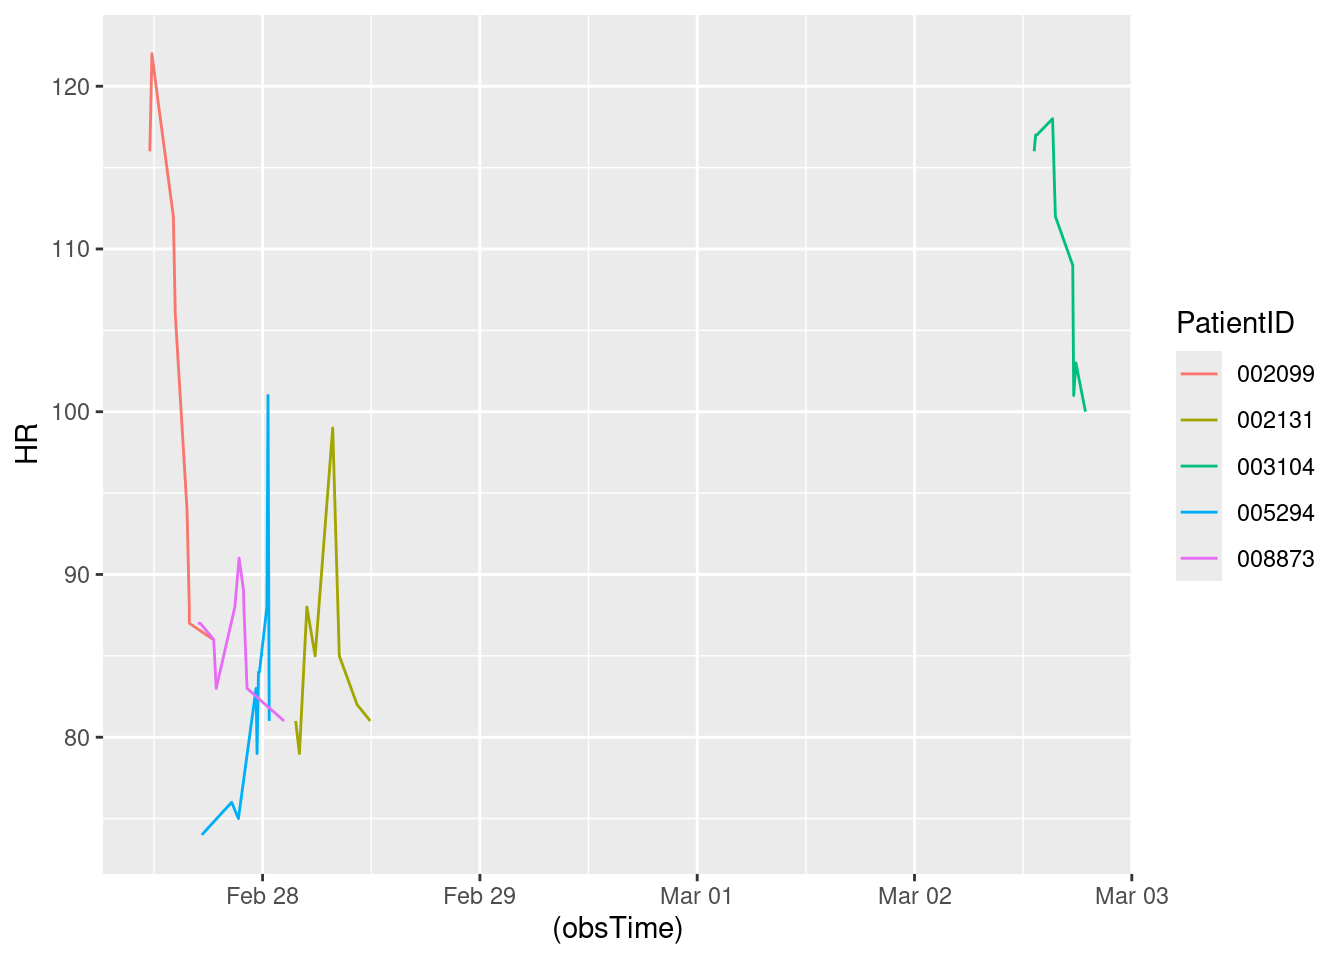 120
110
100
90
80
HR
Feb 28
Feb 29
Mar 01
Mar 02
Mar 03
(obsTime)
PatientID
002099
002131
003104
005294
008873